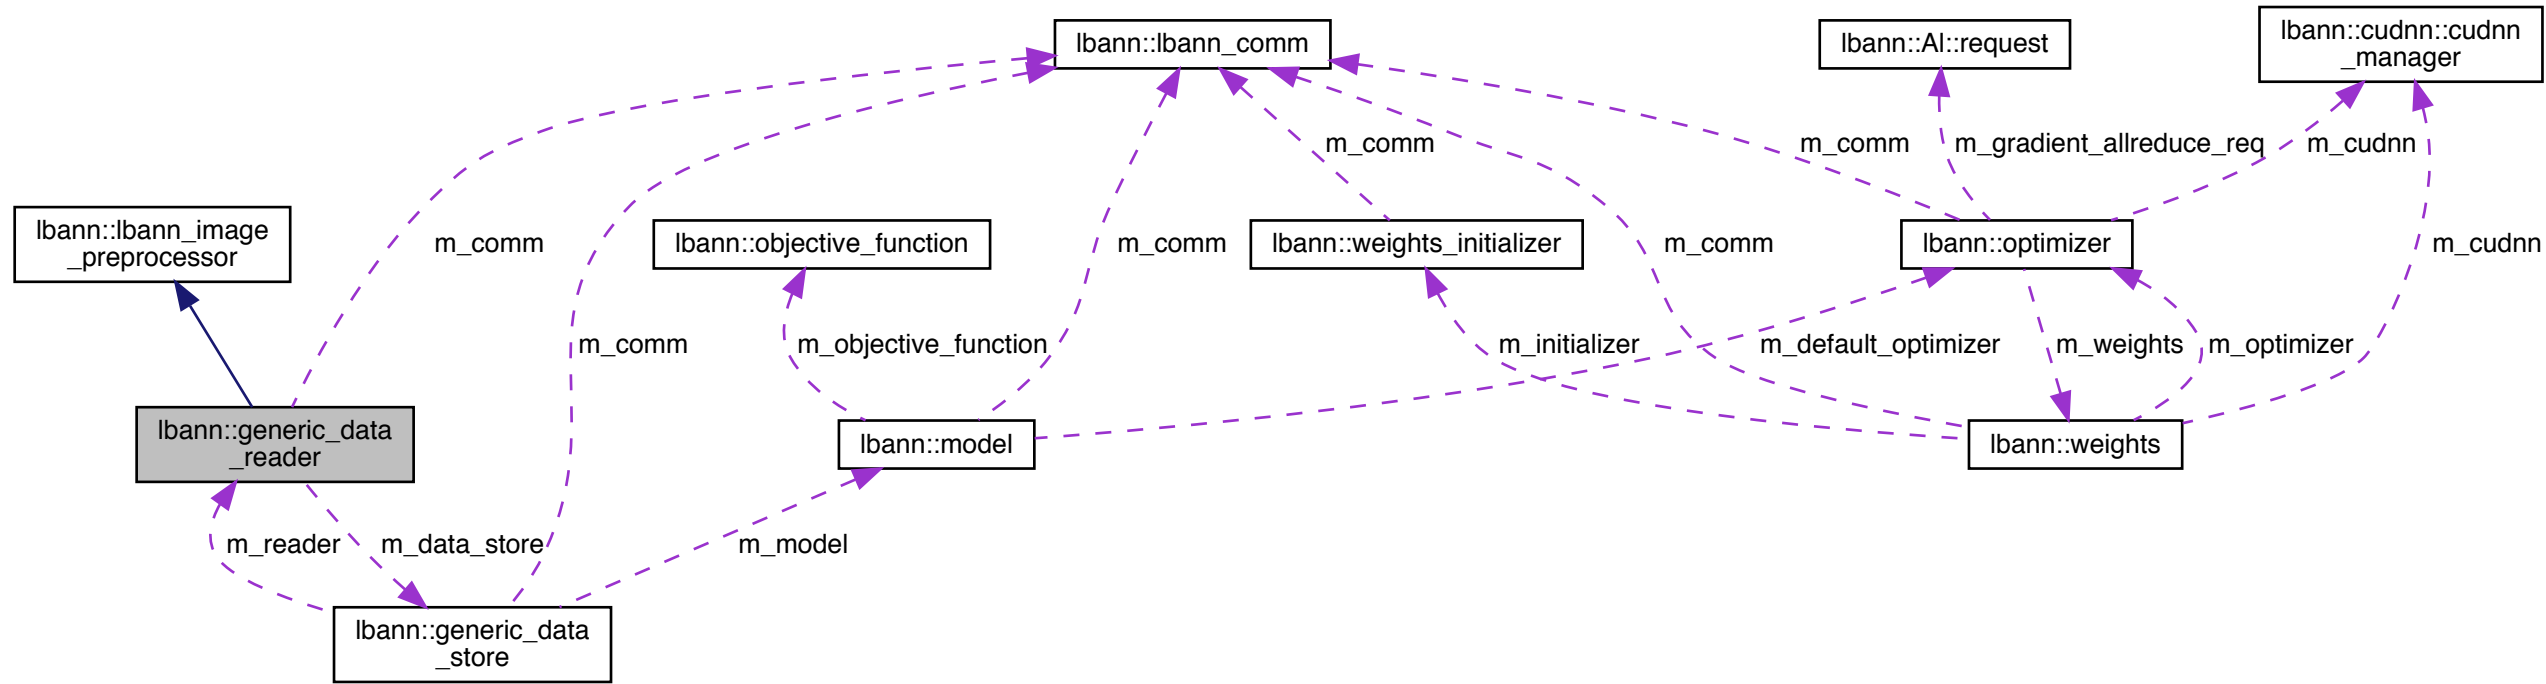 lbann::lbann_comm
lbann::Al::request
lbann::cudnn::cudnn
_manager
m_comm
m_comm
m_gradient_allreduce_req
m_cudnn
lbann::lbann_image
_preprocessor
m_comm
lbann::objective_function
m_comm
lbann::weights_initializer
m_comm
lbann::optimizer
m_cudnn
m_comm
m_objective_function
m_initializer
m_default_optimizer
m_weights
m_optimizer
lbann::generic_data
_reader
lbann::model
lbann::weights
m_reader
m_data_store
m_model
lbann::generic_data
_store